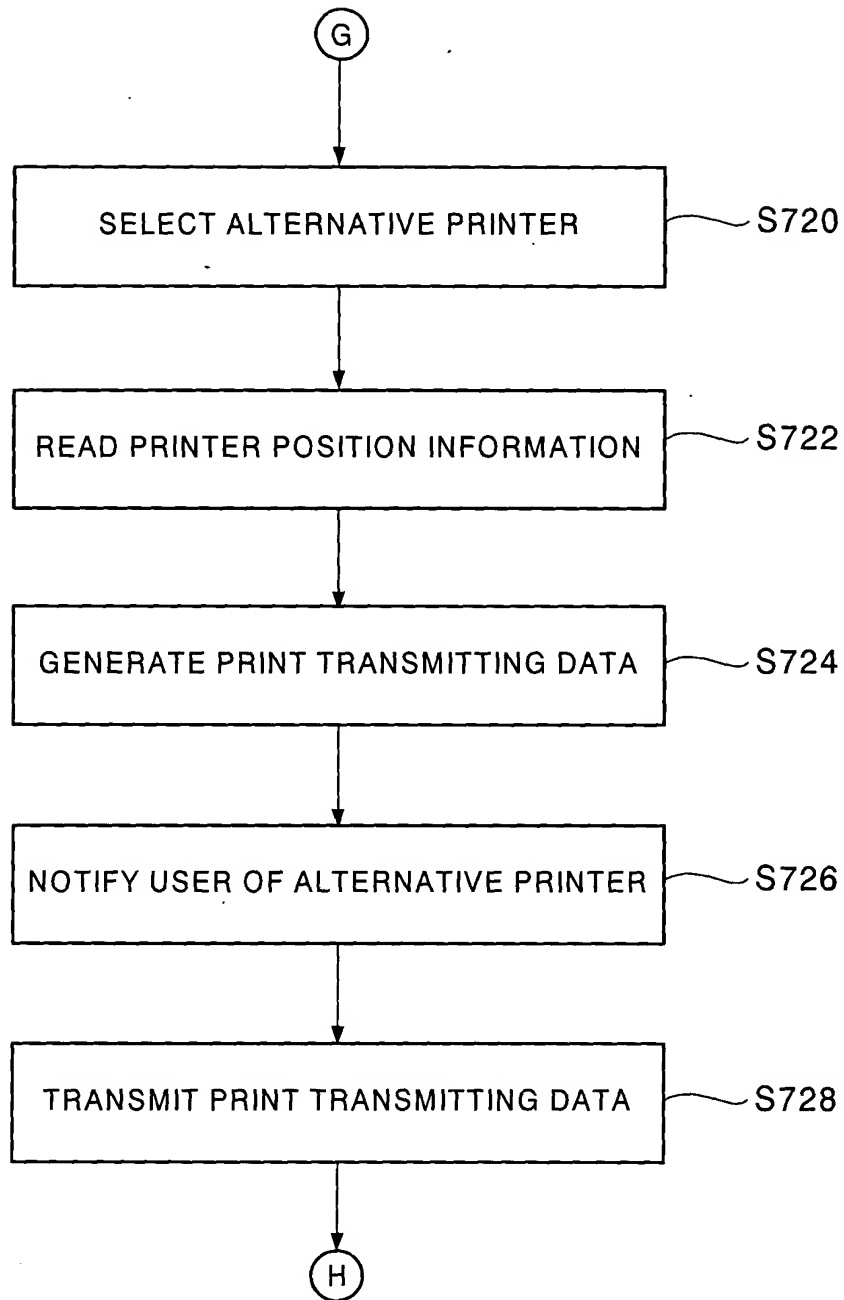 G
SELECT ALTERNATIVE PRINTER
S720
READ PRINTER POSITION INFORMATION
S722
GENERATE PRINT TRANSMITTING DATA
S724
NOTIFY USER OF ALTERNATIVE PRINTER
S726
TRANSMIT PRINT TRANSMITTING DATA
S728
H